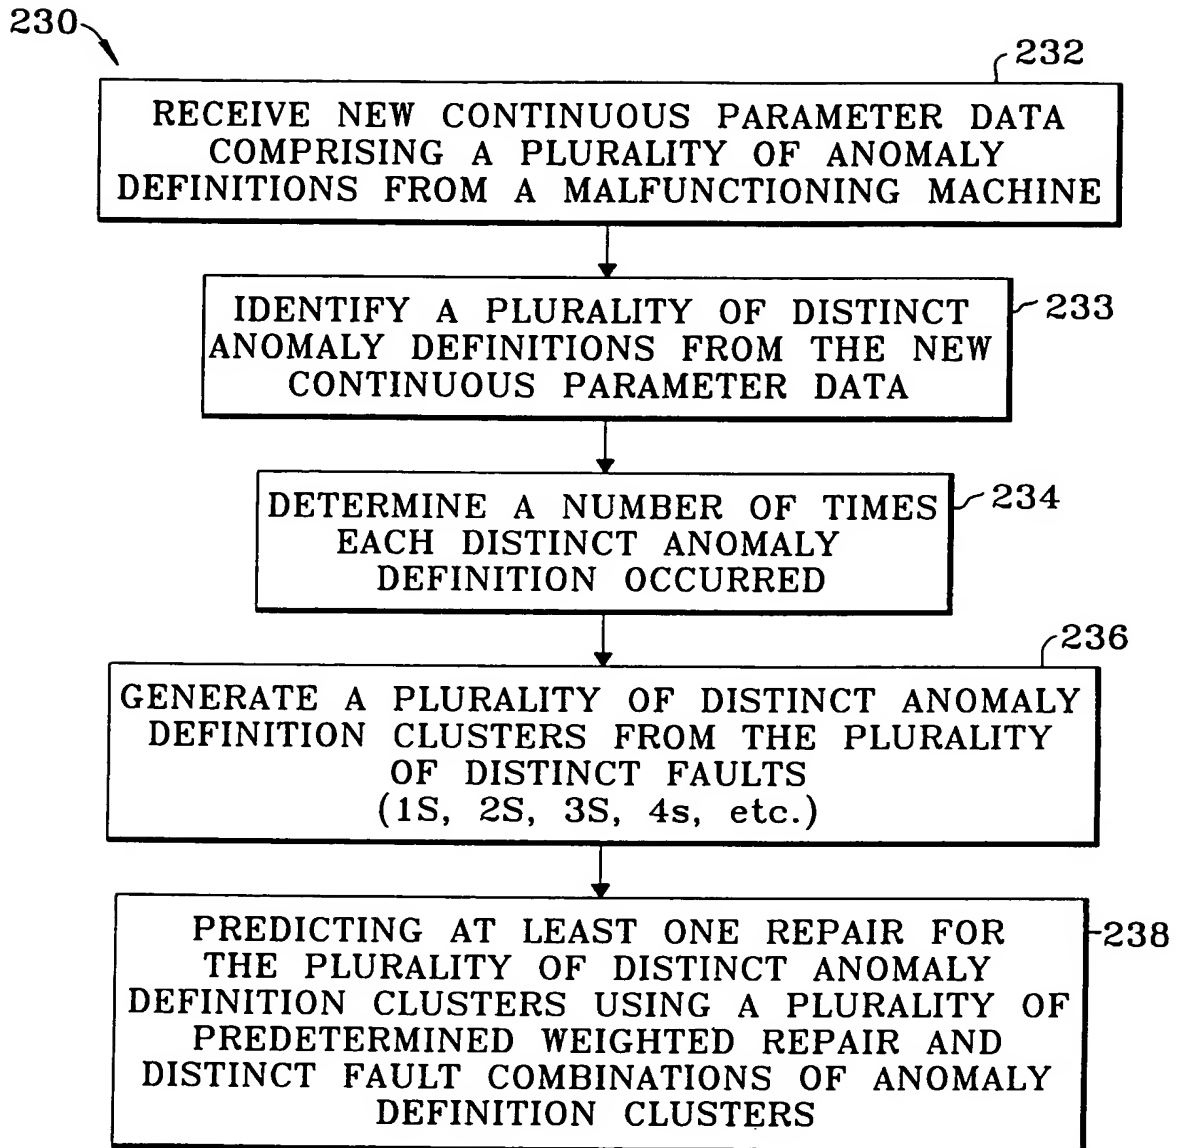 230
232
RECEIVE NEW CONTINUOUS PARAMETER DATA
COMPRISING A PLURALITY OF ANOMALY
DEFINITIONS FROM A MALFUNCTIONING MACHINE
233
IDENTIFY A PLURALITY OF DISTINCT
ANOMALY DEFINITIONS FROM THE NEW
CONTINUOUS PARAMETER DATA
234
DETERMINE A NUMBER OF TIMES
EACH DISTINCT ANOMALY
DEFINITION OCCURRED
236
GENERATE A PLURALITY OF DISTINCT ANOMALY
DEFINITION CLUSTERS FROM THE PLURALITY
OF DISTINCT FAULTS
(1S, 2S, 3S, 4s, etc.)
238
PREDICTING AT LEAST ONE REPAIR FOR
THE PLURALITY OF DISTINCT ANOMALY
DEFINITION CLUSTERS USING A PLURALITY OF
PREDETERMINED WEIGHTED REPAIR AND
DISTINCT FAULT COMBINATIONS OF ANOMALY
DEFINITION CLUSTERS